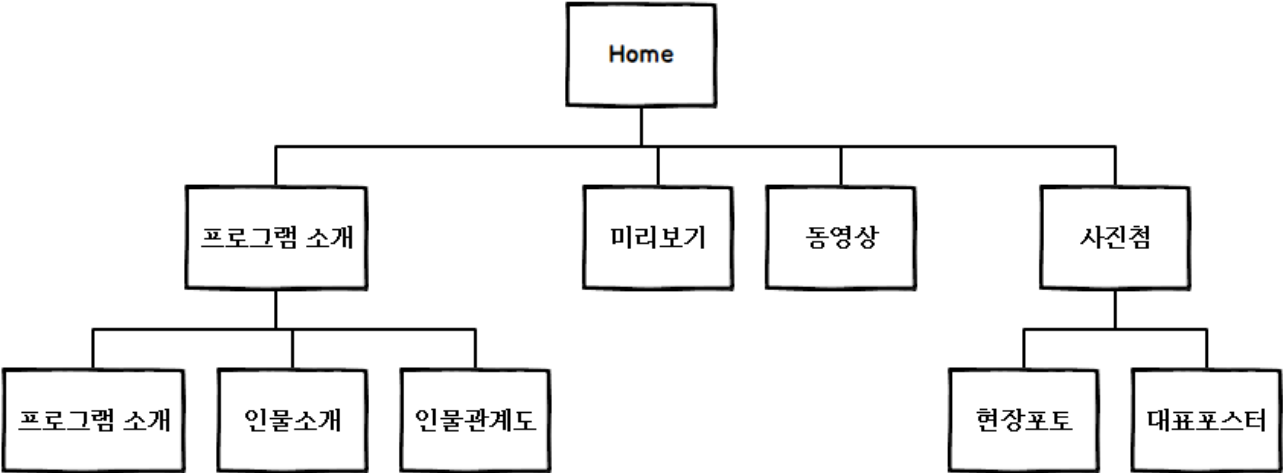 Home
프로그램 소개
미리보기
동영상
사진첩
프로그램 소개
인물소개
인물관계도
현장포토
대표포스터